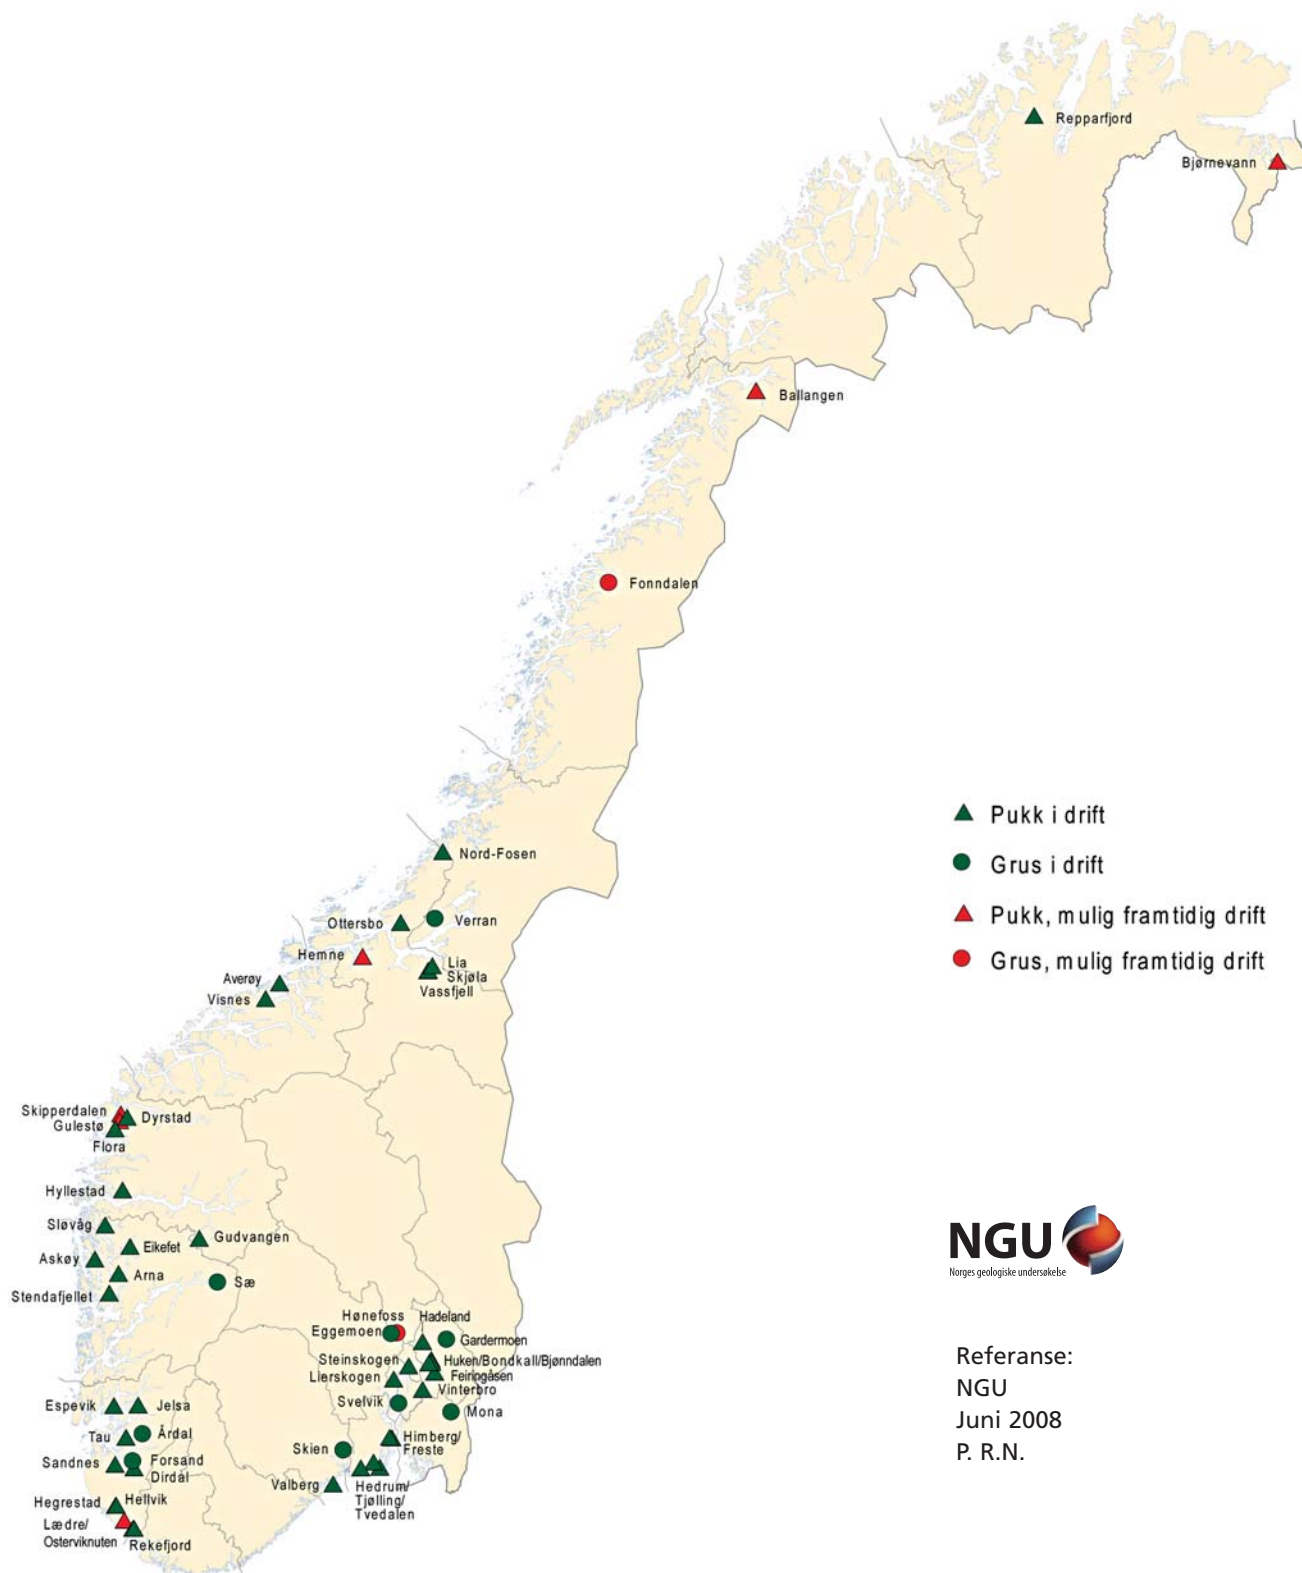 Repparfjord
Bjørnevann
Ballangen
Fonndalen
Pukk i drift
Grus i drift
Pukk, mulig framtidig drift
Grus, mulig framtidig drift
Nord-Fosen
Ottersbo
Verran
Hemne
Lia
Skjøla
Vassfjell
Averøy
Visnes
Skipperdalen
Gulestø
Dyrstad
Flora
Hyllestad
Sløvåg
Gudvangen
Eikefet
Askøy
Arna
Sæ
Stendafjellet
NGU
Norges geologiske undersøkelse
Hønefoss
Eggemoen
Hadeland
Gardermoen
Steinskogen
Huken/Bondkall/Bjønndalen
Lierskogen
Feiringåsen
Vinterbro
Svelvik
Mona
Espevik
Jelsa
Årdal
Tau
Himberg/
Freste
Skien
Sandnes
Forsand
Dirdal
Valberg
Hedrum/
Tjølling/
Tvedalen
Hegrestad
Hellvik
Lædre/
Osterviknuten
Rekefjord
Referanse:
NGU
Juni 2008
P. R.N.